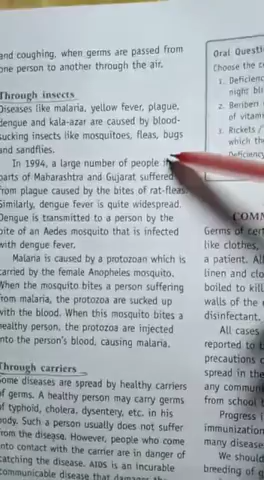 and coughing, when germs are passed from
one person to another through the air.
Through insects
Diseases like malaria, yellow fever, plague,
dengue and kala-azar are caused by blood-
sucking insects like mosquitoes, fleas, bugs
and sandflies.
In 1994, a large number of people
parts of Maharashtra and Gujarat suffered
from plague caused by the bites of rat-fleas.
Similarly, dengue fever is quite widespread.
Dengue is transmitted to a person by the
bite of an Aedes mosquito that is infected
with dengue fever.
Malaria is caused by a protozoan which is
carried by the female Anopheles mosquito.
When the mosquito bites a person suffering
from malaria, the protozoa are sucked up
with the blood. When this mosquito bites a
healthy person, the protozoa are injected
into the person's blood, causing malaria.
Through carriers
Some diseases are spread by healthy carriers
of germs. A healthy person may carry germs
of typhoid, cholera, dysentery, etc. in his
body. Such a person usually does not suffer
from the disease. However, people who come
into contact with the carrier are in danger of
catching the disease. AIDS is an incurable
communicable disease that damages the
Oral Questi
Choose the c
1. Deficienc
night bli
2. Beriberi
of vitami
3. Rickets /
which th
Deficiency
COMM
Germs of cert
like clothes,
a patient. All
linen and clo
boiled to kill
walls of the
disinfectant.
All cases
reported to
precautions
spread in the
any communi
from school
Progress
immunization
many disease
We should
breeding of